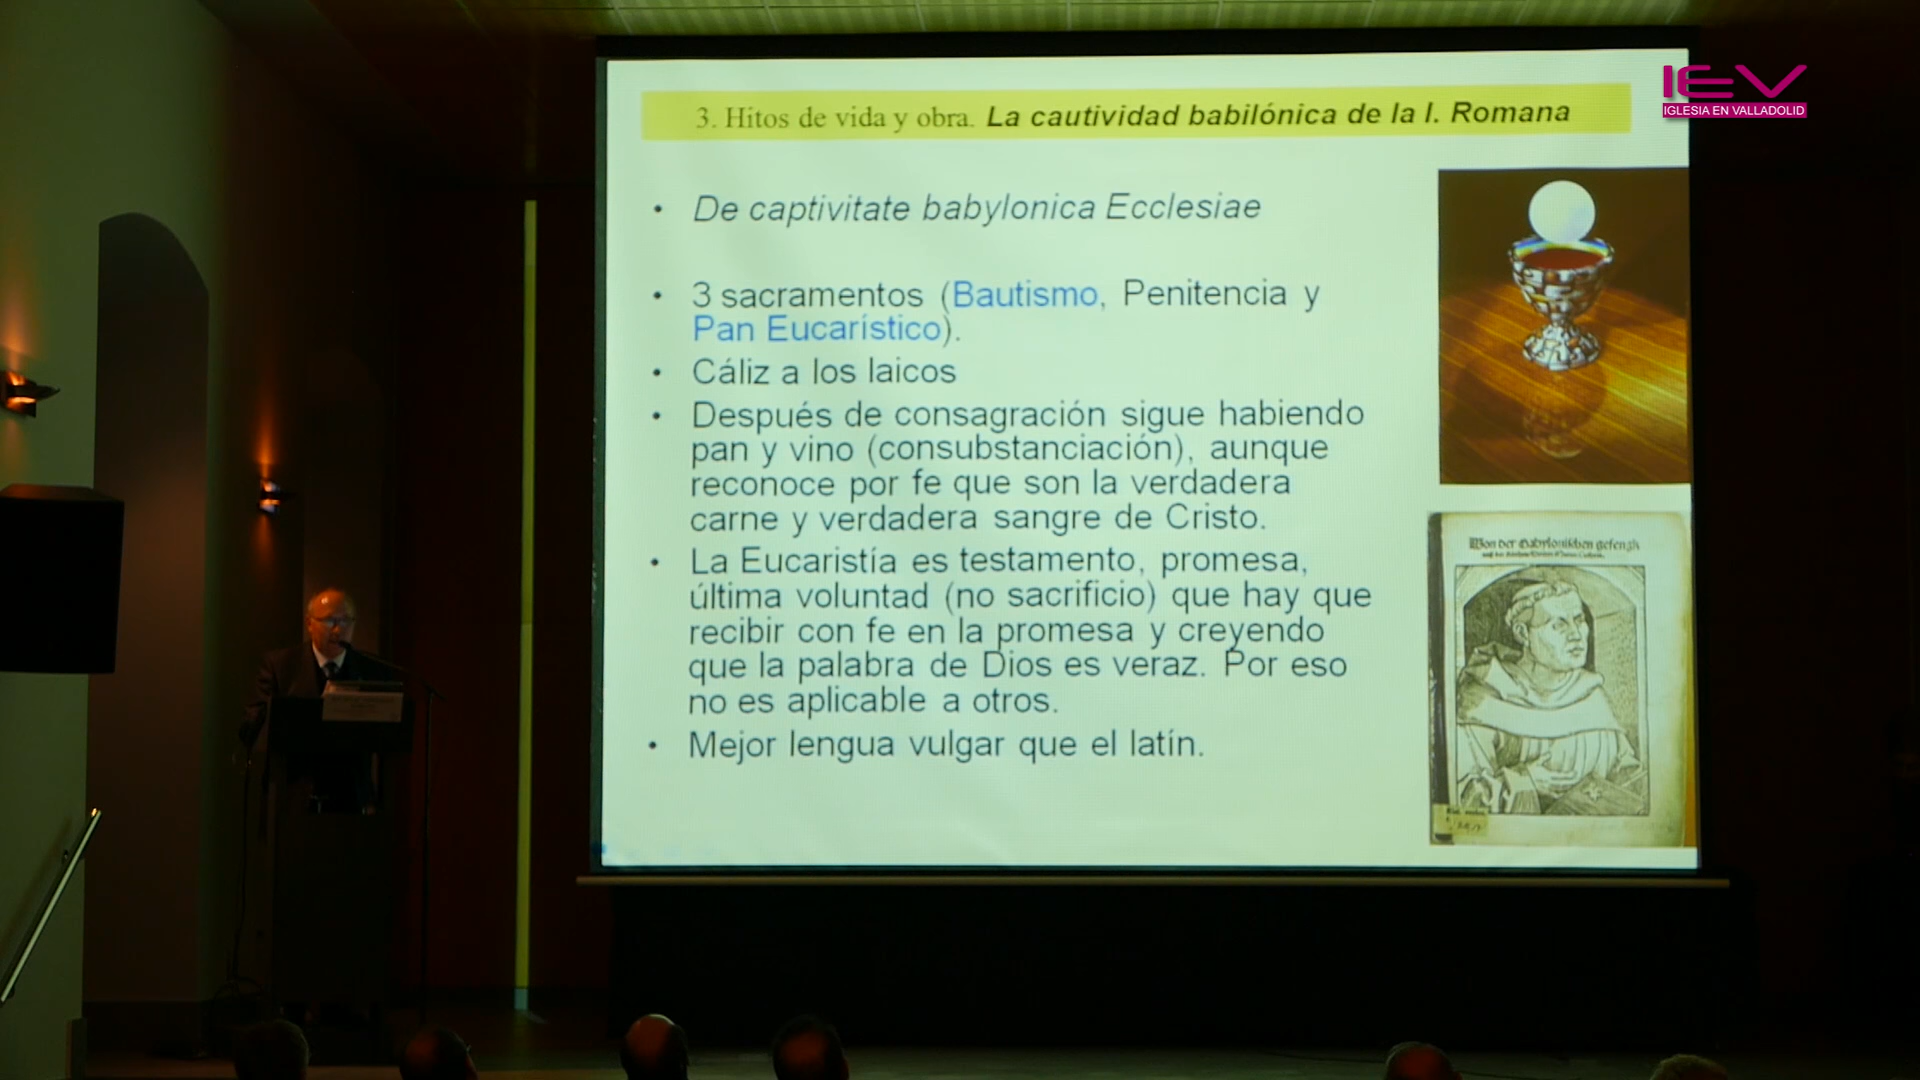 3. Hitos de vida y obra. La cautividad babilónica de la I. Romana
IEV
IGLESIA EN VALLADOLID
• De captivitate babylonica Ecclesiae
• 3 sacramentos (Bautismo, Penitencia y
Pan Eucarístico).
• Cáliz a los laicos
• Después de consagración sigue habiendo
pan y vino (consubstanciación), aunque
reconoce por fe que son la verdadera
carne y verdadera sangre de Cristo.
• La Eucaristía es testamento, promesa,
última voluntad (no sacrificio) que hay que
recibir con fe en la promesa y creyendo
que la palabra de Dios es veraz. Por eso
no es aplicable a otros.
• Mejor lengua vulgar que el latín.
Von der Babylonischen gefengk